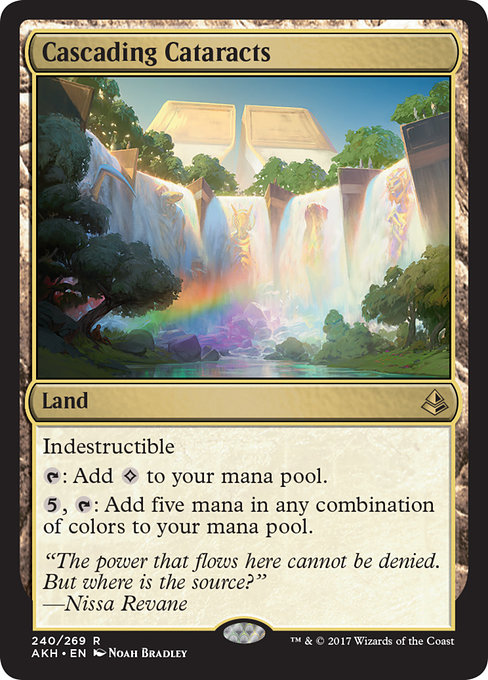 Cascading Cataracts
Land
Indestructible
: Add to your mana pool.
5, : Add five mana in any combination
of colors to your mana pool.
“The power that flows here cannot be denied.
But where is the source?”
—Nissa Revane
240/269 R
™ & © 2017 Wizards of the Coast
AKH • EN Noah Bradley